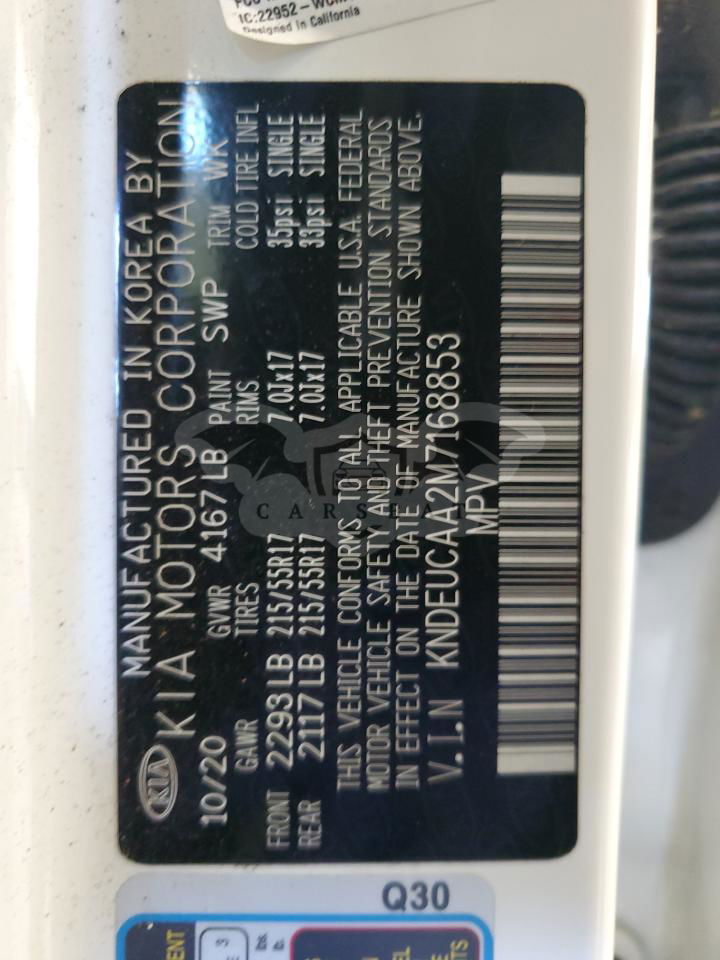 IC:22952-
Designed in California
MANUFACTURED IN KOREA BY
KIA KIA MOTORS CORPORATION
10/20 GVWR 4167 LB PAINT SWP TRIM WK
GAWR TIRES RIMS COLD TIRE INFL
FRONT 2293 LB 215/55R17 7.0Jx17 35psi SINGLE
REAR 2117 LB 215/55R17 7.0Jx17 33psi SINGLE
THIS VEHICLE CONFORMS TO ALL APPLICABLE U.S.A. FEDERAL
MOTOR VEHICLE SAFETY AND THEFT PREVENTION STANDARDS
IN EFFECT ON THE DATE OF MANUFACTURE SHOWN ABOVE.
V.I.N KNDEUCAA2M7168853
MPV
Q30